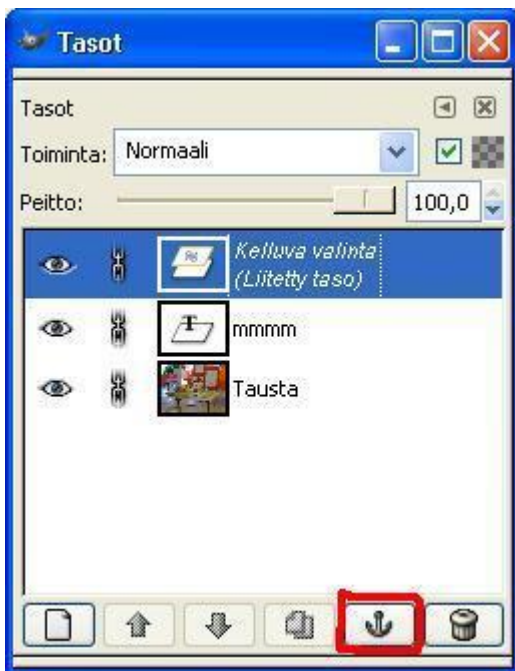 Tasot
Tasot
Toiminta: Normaali
Peitto: 100,0
Kelluva valinta
(Liitetty taso)
mmmm
Tausta